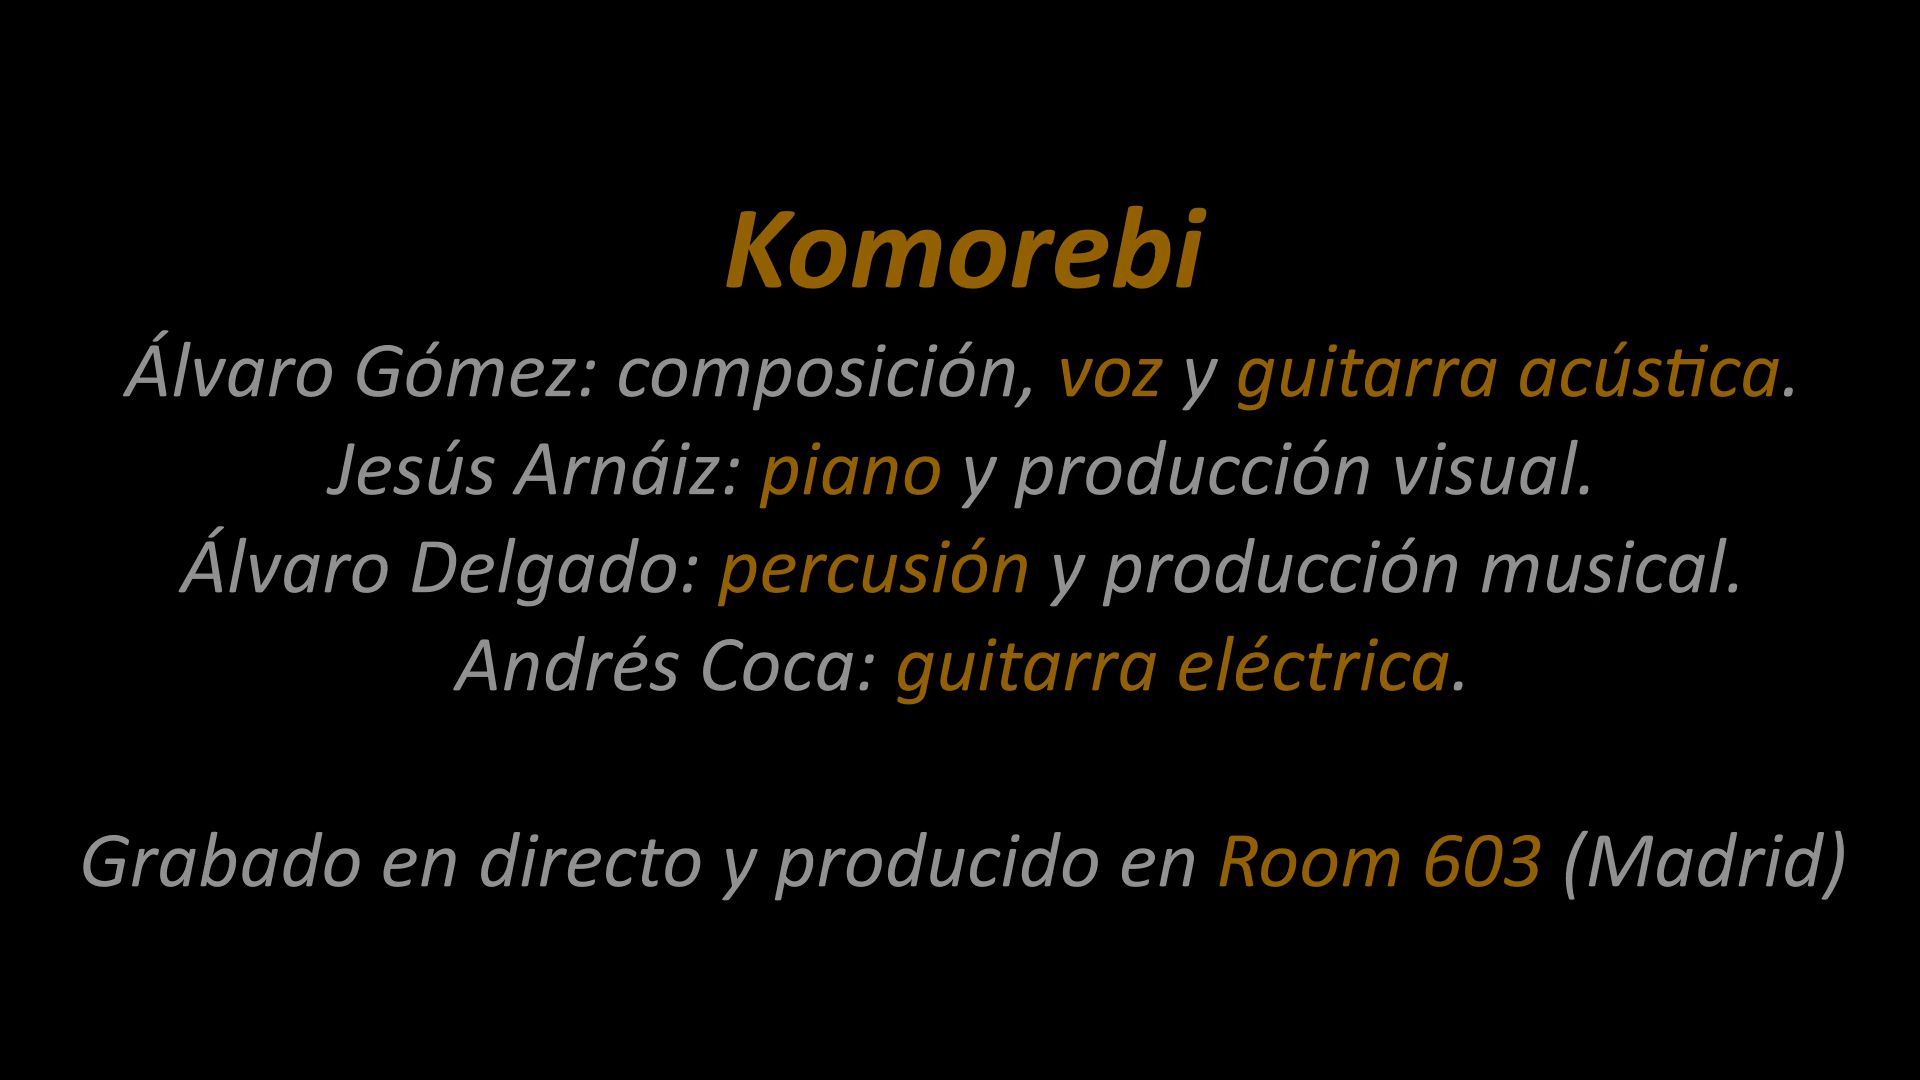 Komorebi
Álvaro Gómez: composición, voz y guitarra acústica.
Jesús Arnáiz: piano y producción visual.
Álvaro Delgado: percusión y producción musical.
Andrés Coca: guitarra eléctrica.
Grabado en directo y producido en Room 603 (Madrid)